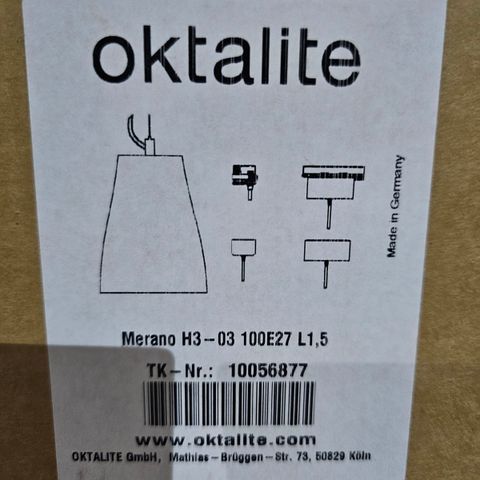 oktalite
Made in Germany
Merano H3-03 100E27 L1,5
TK-Nr.: 10056877
www.oktalite.com
OKTALITE GmbH, Mathias-Brüggen-Str. 73, 50829 Köln